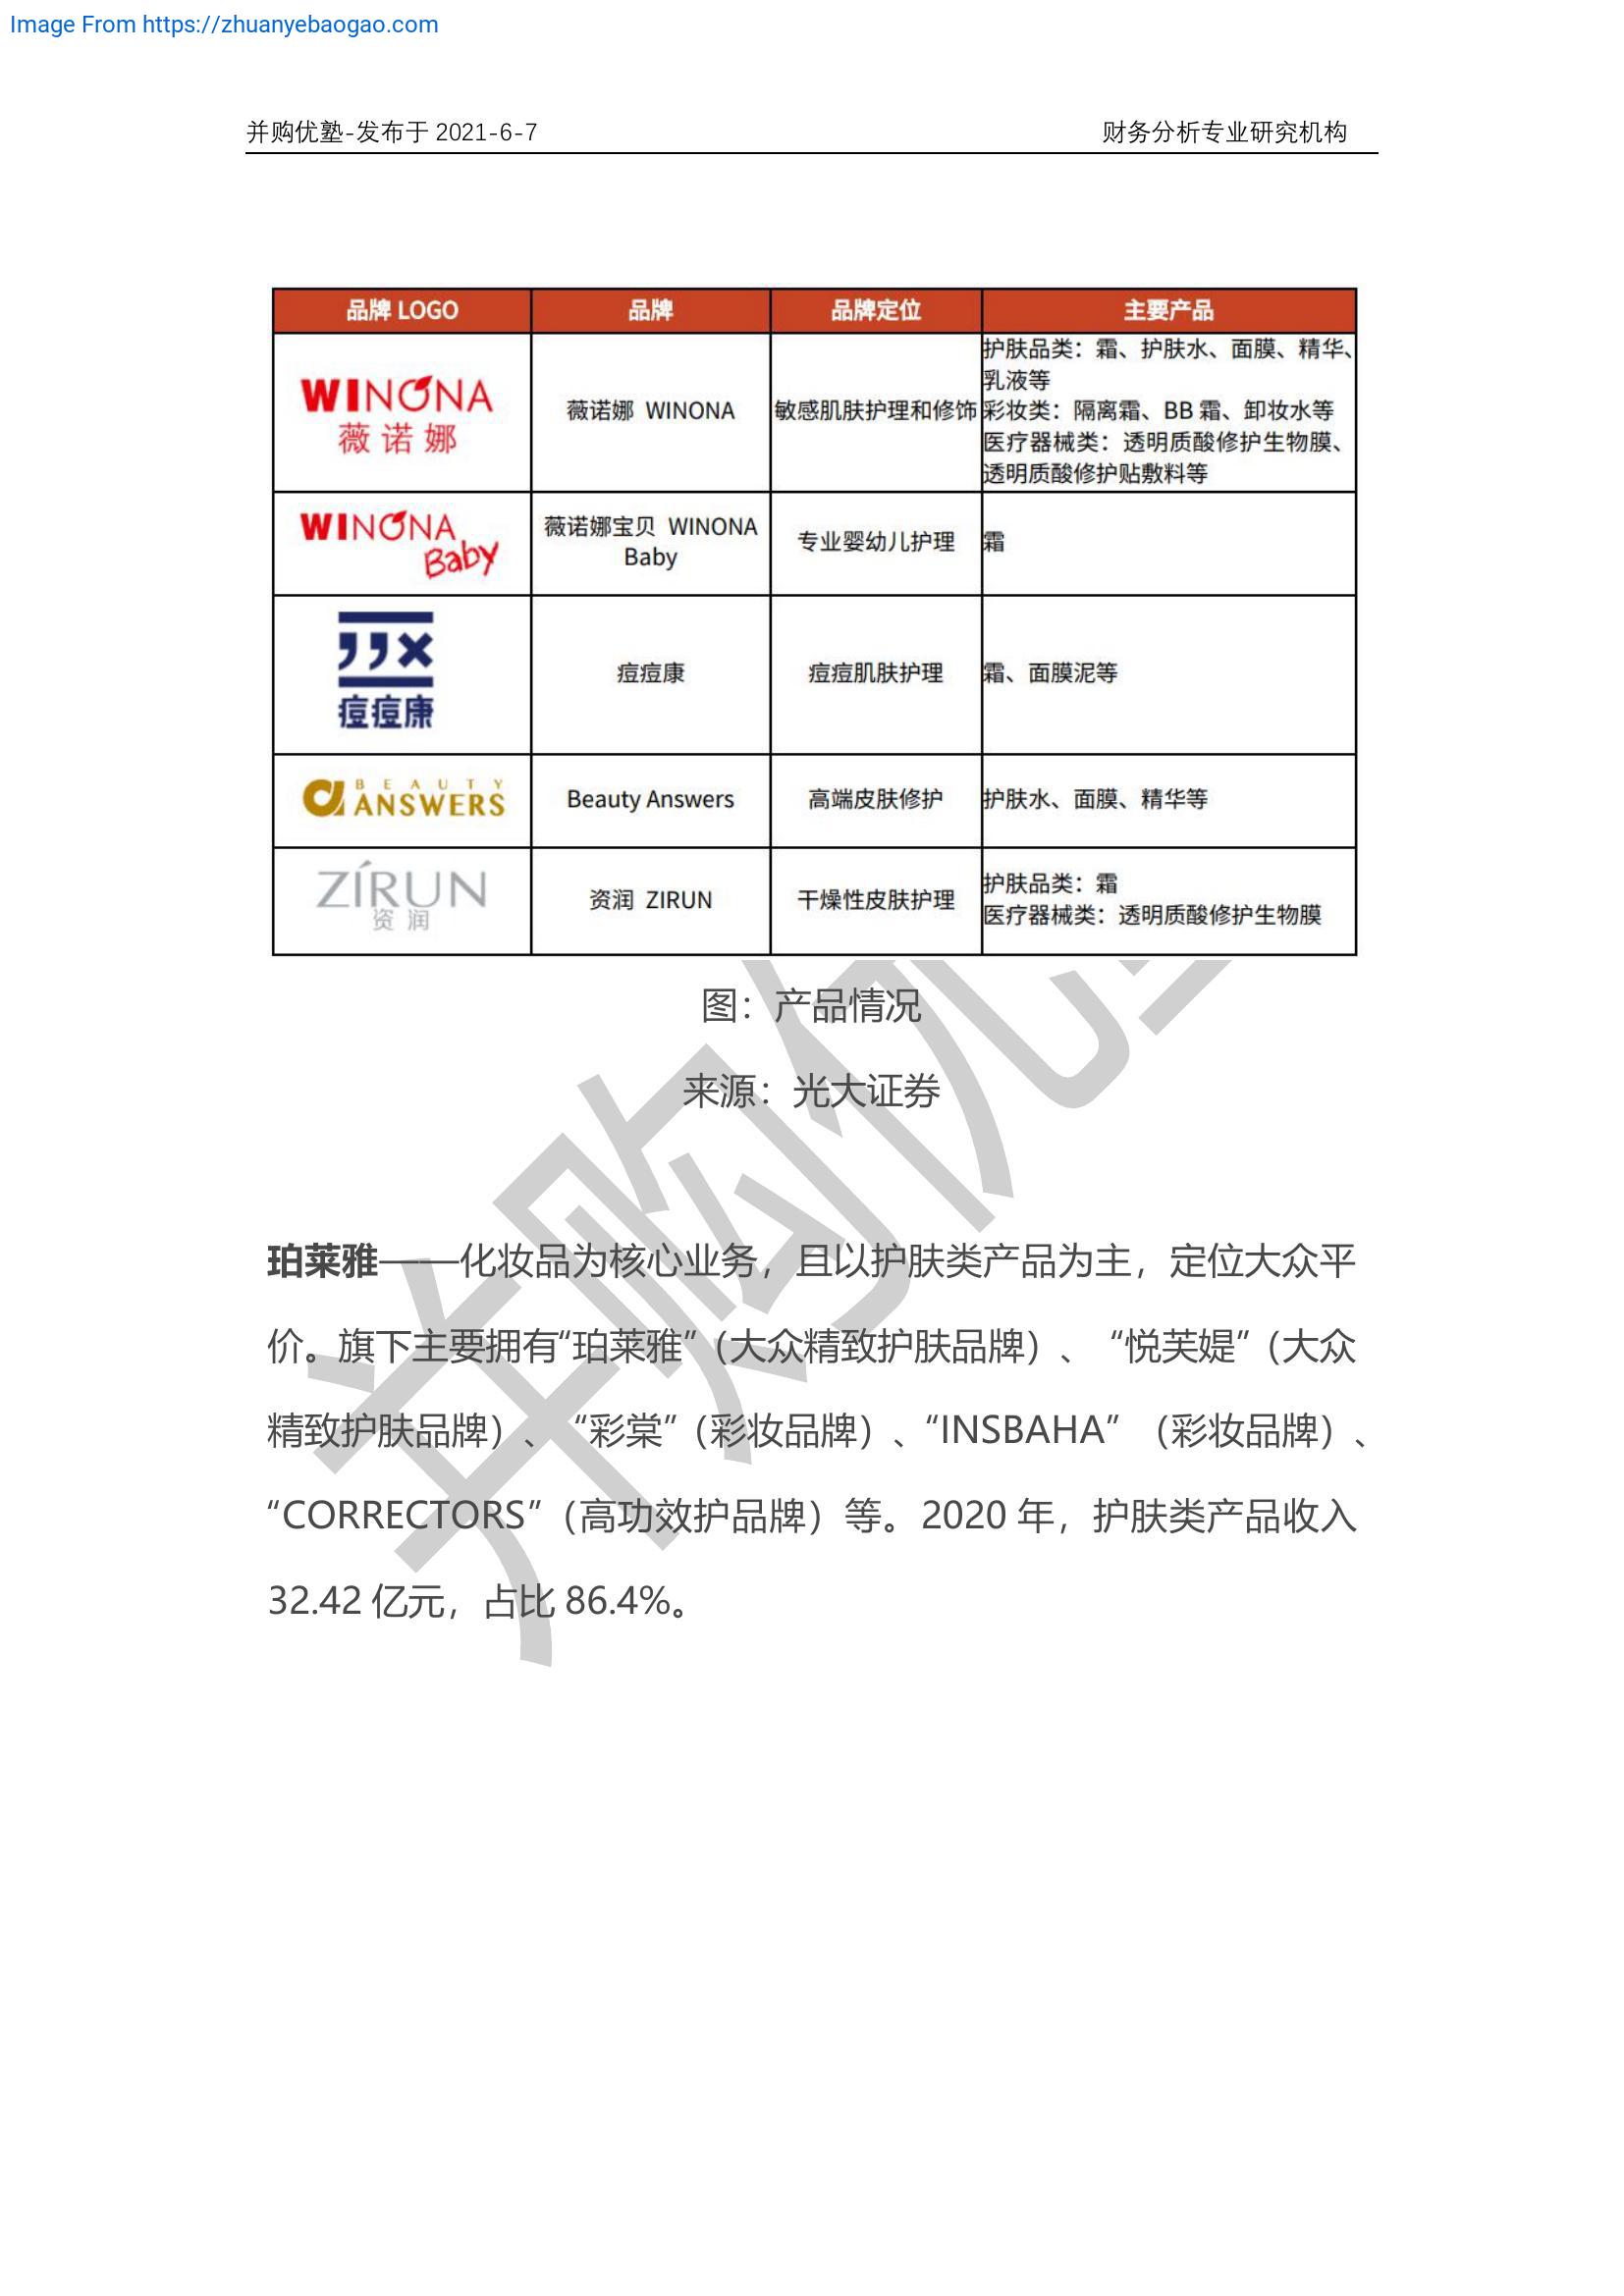 Image From https://zhuanyebaogao.com
并购优塾-发布于 2021-6-7 财务分析专业研究机构
品牌 LOGO 品牌 品牌定位 主要产品
WINONA
薇诺娜
薇诺娜 WINONA
敏感肌肤护理和修饰
护肤品类：霜、护肤水、面膜、精华、
乳液等
彩妆类：隔离霜、BB 霜、卸妆水等
医疗器械类：透明质酸修护生物膜、
透明质酸修护贴敷料等
WINONA
Baby
薇诺娜宝贝 WINONA
Baby
专业婴幼儿护理
霜
痘痘康
痘痘康
痘痘肌肤护理
霜、面膜泥等
BEAUTY
ANSWERS
Beauty Answers
高端皮肤修护
护肤水、面膜、精华等
ZÍRUN
资润
资润 ZIRUN
干燥性皮肤护理
护肤品类：霜
医疗器械类：透明质酸修护生物膜
图：产品情况
来源：光大证券
珀莱雅——化妆品为核心业务，且以护肤类产品为主，定位大众平
价。旗下主要拥有“珀莱雅”（大众精致护肤品牌）、 “悦芙媞”（大众
精致护肤品牌）、 “彩棠”（彩妆品牌）、“INSBAHA” （彩妆品牌）、
“CORRECTORS”（高功效护品牌）等。2020 年，护肤类产品收入
32.42 亿元，占比 86.4%。
并购优